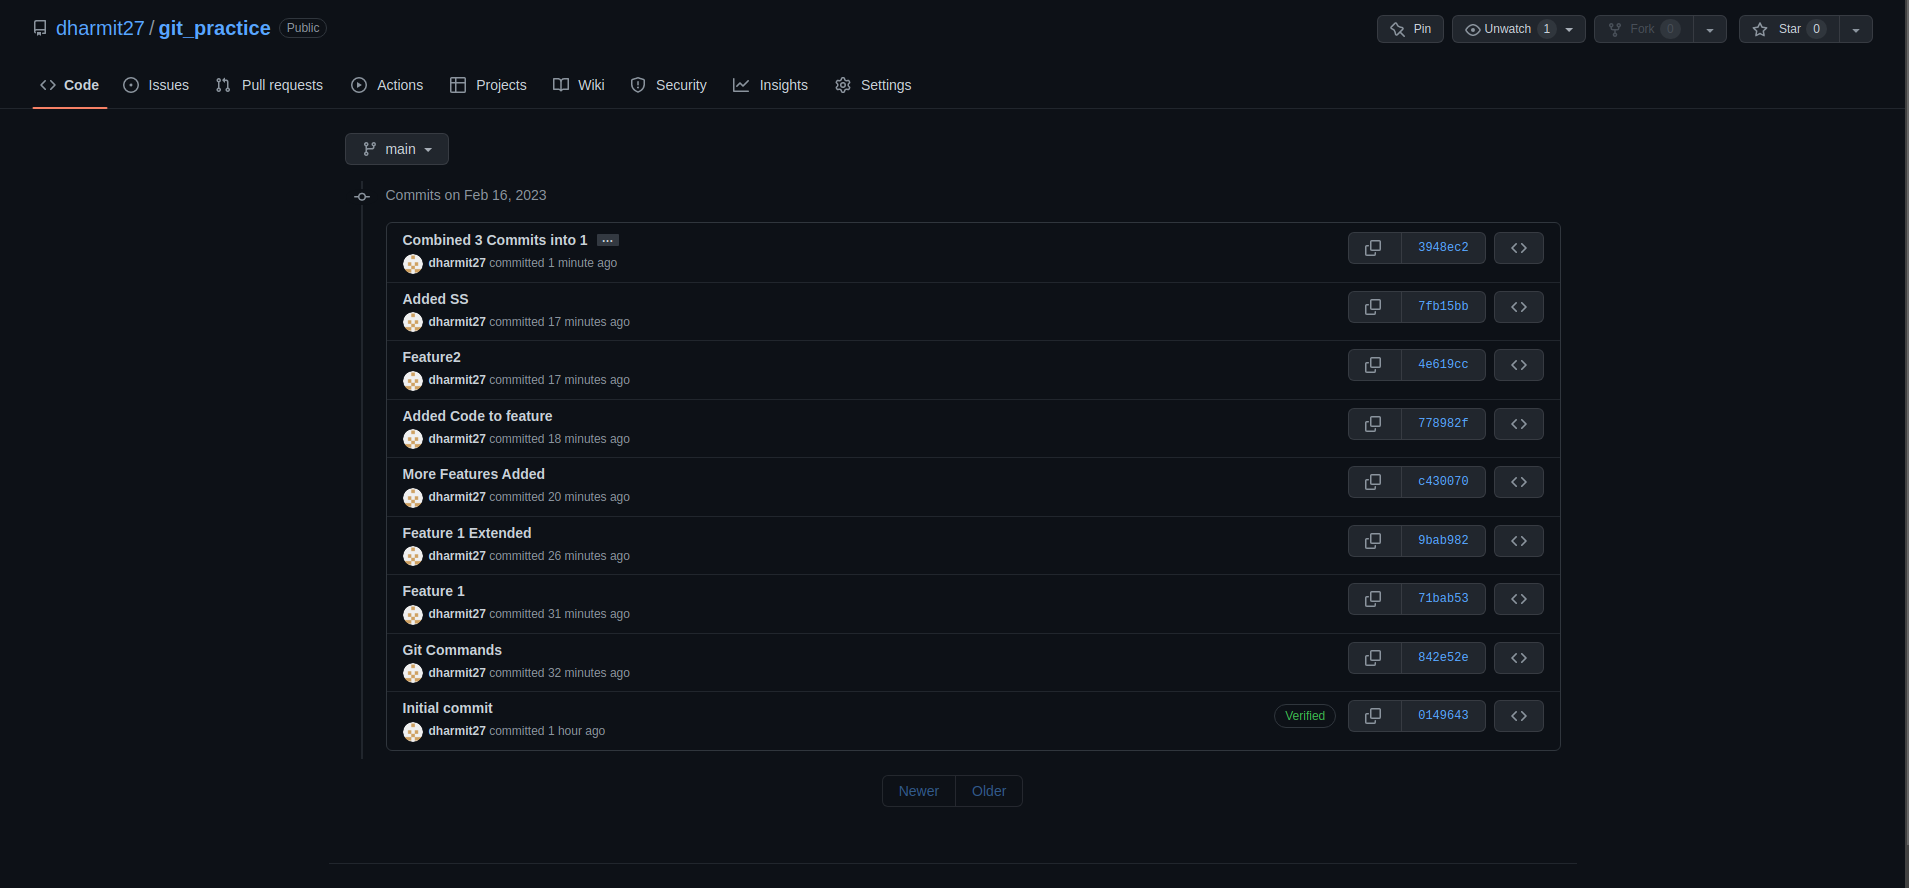 dharmit27 / git_practice Public
Pin Unwatch 1 Fork 0 Star 0
Code Issues Pull requests Actions Projects Wiki Security Insights Settings
main
Commits on Feb 16, 2023
Combined 3 Commits into 1 ...
dharmit27 committed 1 minute ago
3948ec2
Added SS
dharmit27 committed 17 minutes ago
7fb15bb
Feature2
dharmit27 committed 17 minutes ago
4e619cc
Added Code to feature
dharmit27 committed 18 minutes ago
778982f
More Features Added
dharmit27 committed 20 minutes ago
c430070
Feature 1 Extended
dharmit27 committed 26 minutes ago
9bab982
Feature 1
dharmit27 committed 31 minutes ago
71bab53
Git Commands
dharmit27 committed 32 minutes ago
842e52e
Initial commit
dharmit27 committed 1 hour ago
Verified 0149643
Newer Older